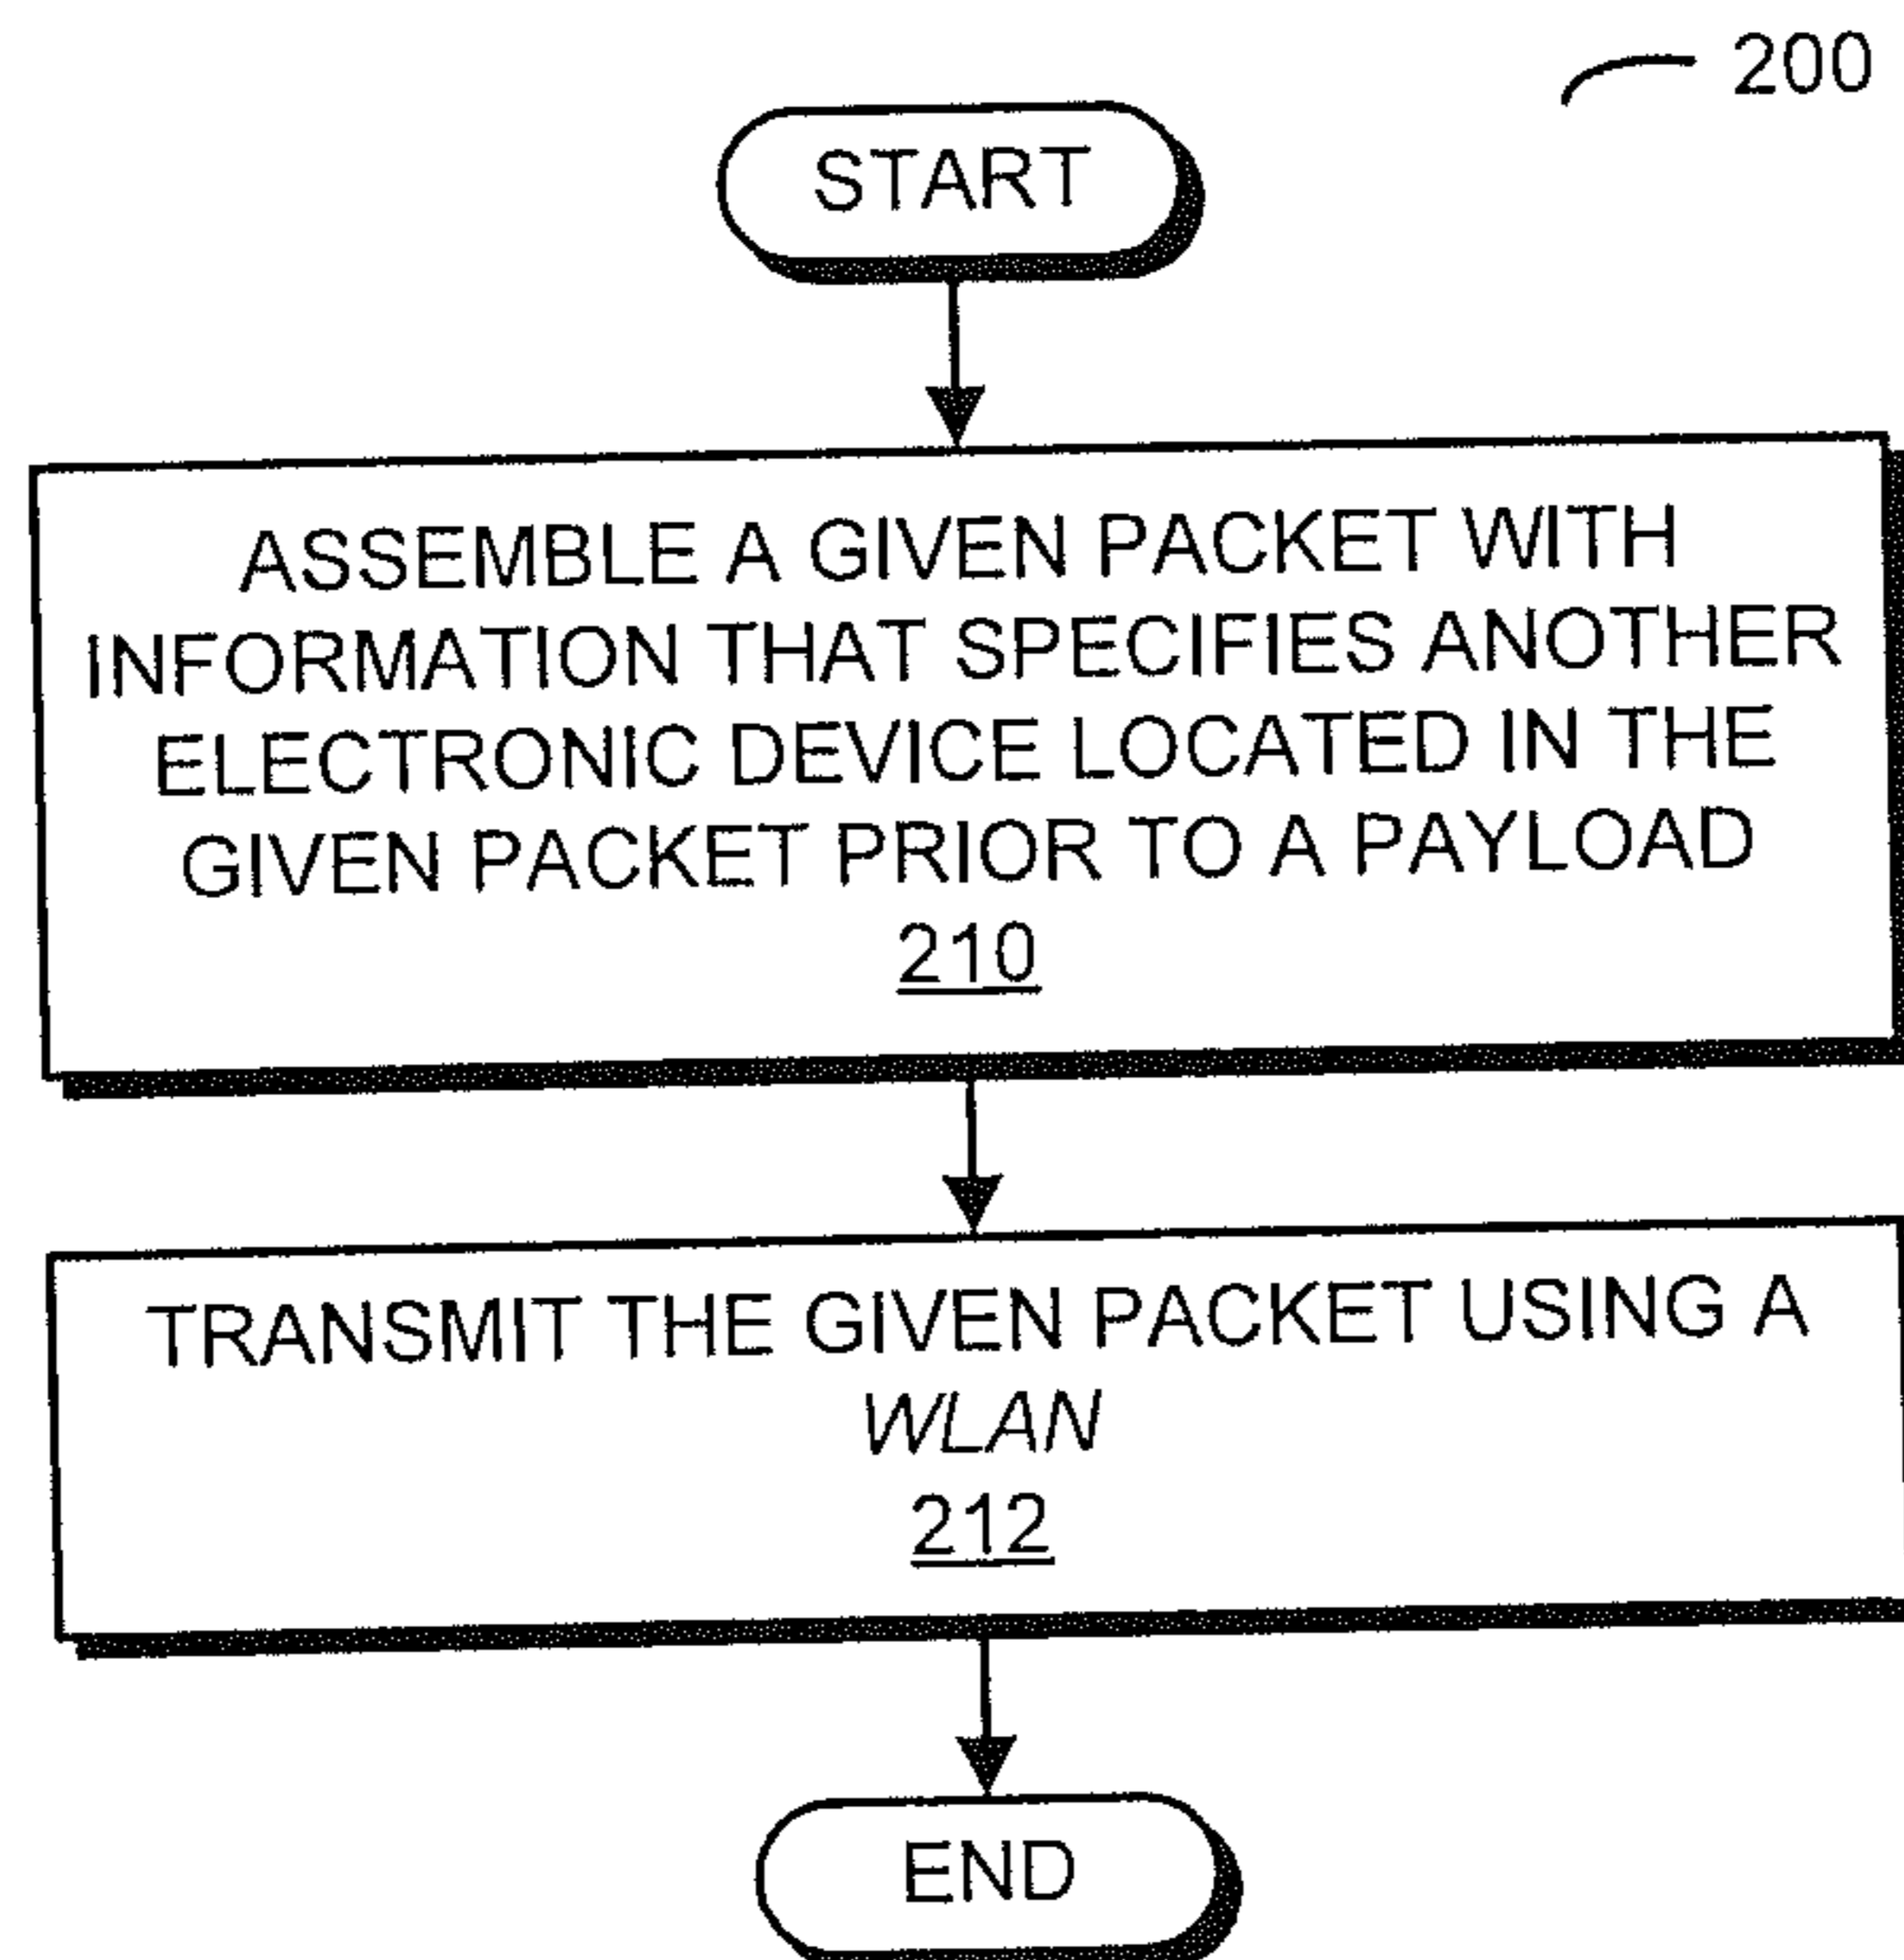 200
START
ASSEMBLE A GIVEN PACKET WITH
INFORMATION THAT SPECIFIES ANOTHER
ELECTRONIC DEVICE LOCATED IN THE
GIVEN PACKET PRIOR TO A PAYLOAD
210
TRANSMIT THE GIVEN PACKET USING A
WLAN
212
END